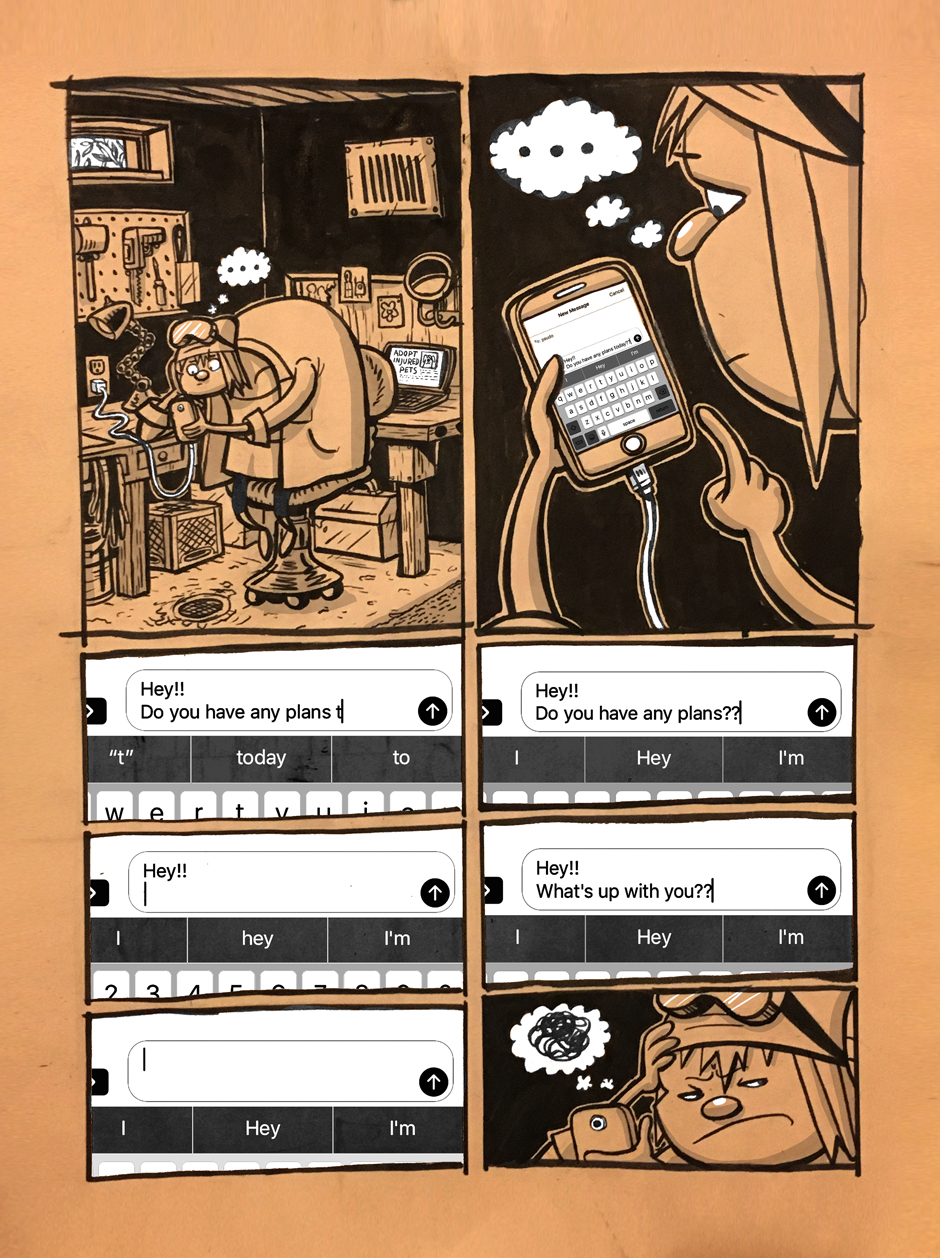 ADOPT
INJURED
PETS
Cancel
New Message
Hey!!
Do you have any plans today?
I Hey I'm
q w e r t y u i o p
a s d f g h j k l
z x c v b n m
space
Hey!!
Do you have any plans t
“t” today to
w e r t y u i o
Hey!!
Do you have any plans??
I Hey I'm
Hey!!
I hey I'm
2 3 4 5 6 7 8 9 0
Hey!!
What's up with you??
I Hey I'm
I Hey I'm